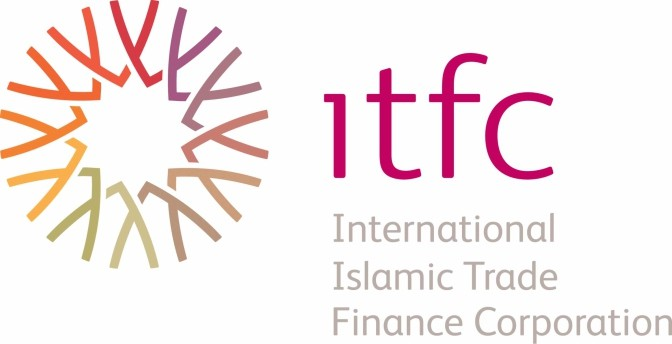 itfc
International
Islamic Trade
Finance Corporation